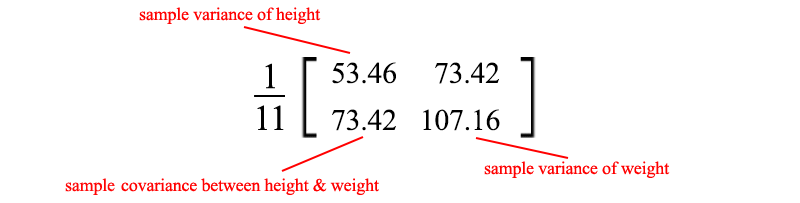 sample variance of height
1
53.46 73.42
11
73.42 107.16
sample variance of weight
sample covariance between height & weight